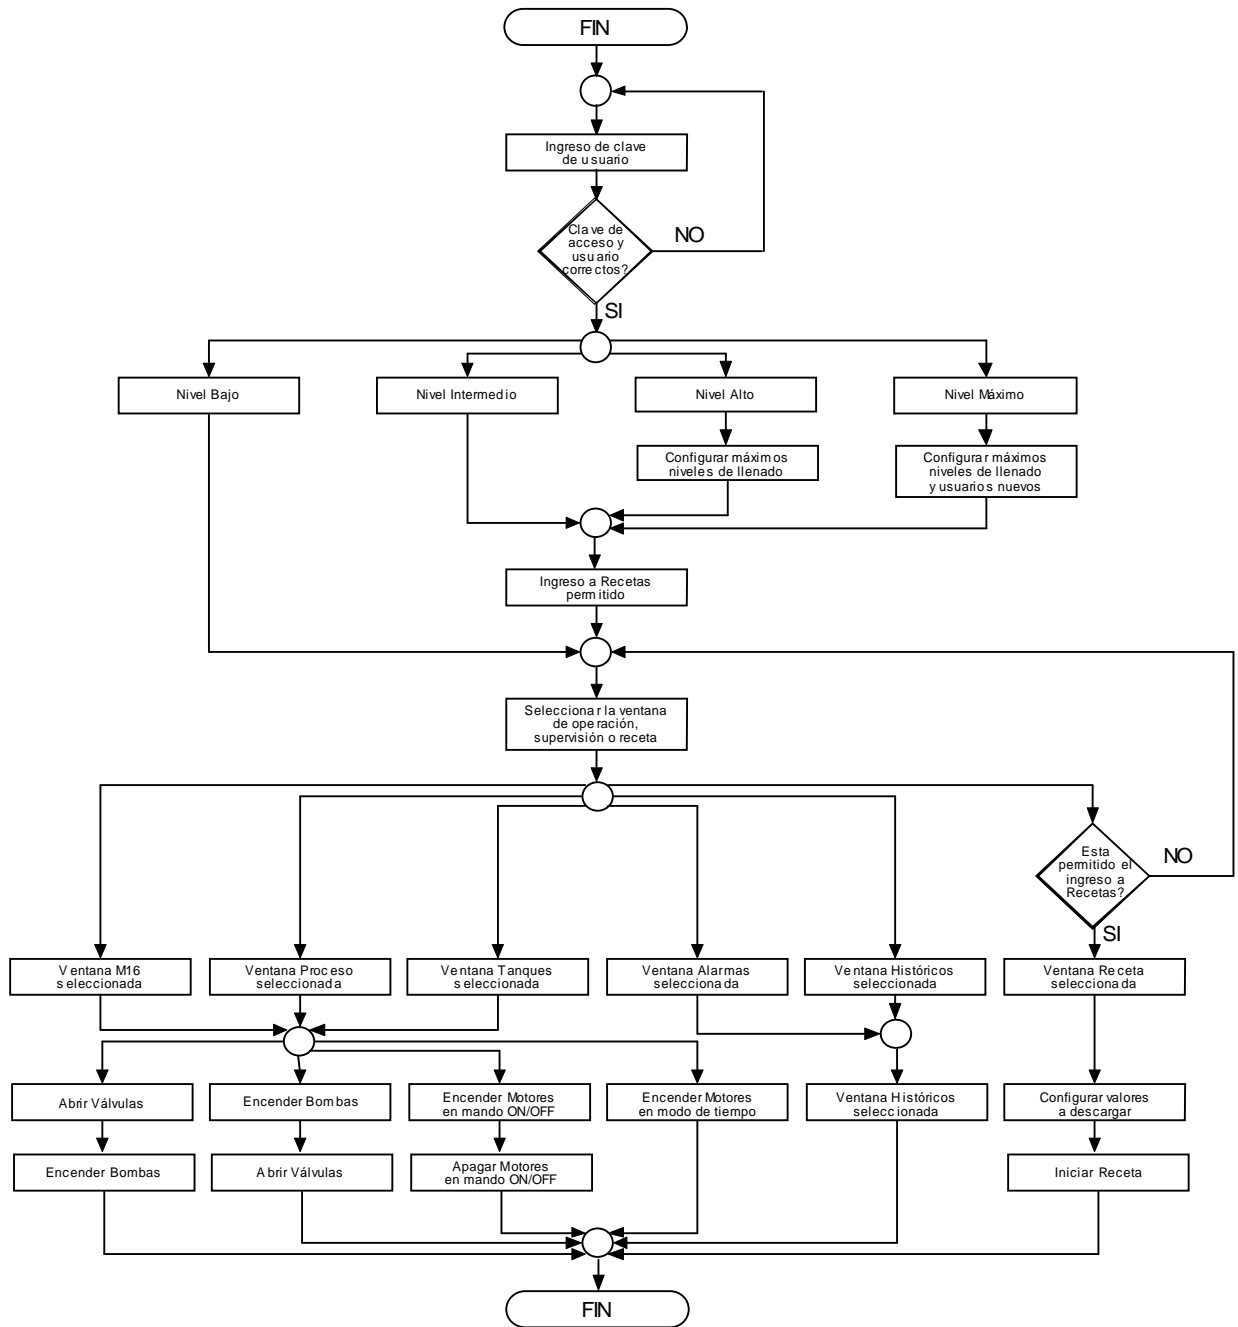 FIN
Ingreso de clave
de usuario
Clave de
acceso y
usuario
correctos?
NO
SI
Nivel Bajo
Nivel Intermedio
Nivel Alto
Nivel Máximo
Configurar máximos
niveles de llenado
Configurar máximos
niveles de llenado
y usuarios nuevos
Ingreso a Recetas
permitido
Seleccionar la ventana
de operación,
supervisión o receta
Esta
permitido el
ingreso a
Recetas?
NO
SI
Ventana M16
seleccionada
Ventana Proceso
seleccionada
Ventana Tanques
seleccionada
Ventana Alarmas
seleccionada
Ventana Históricos
seleccionada
Ventana Receta
seleccionada
Abrir Válvulas
Encender Bombas
Encender Motores
en mando ON/OFF
Encender Motores
en modo de tiempo
Ventana Históricos
seleccionada
Configurar valores
a descargar
Encender Bombas
Abrir Válvulas
Apagar Motores
en mando ON/OFF
Iniciar Receta
FIN